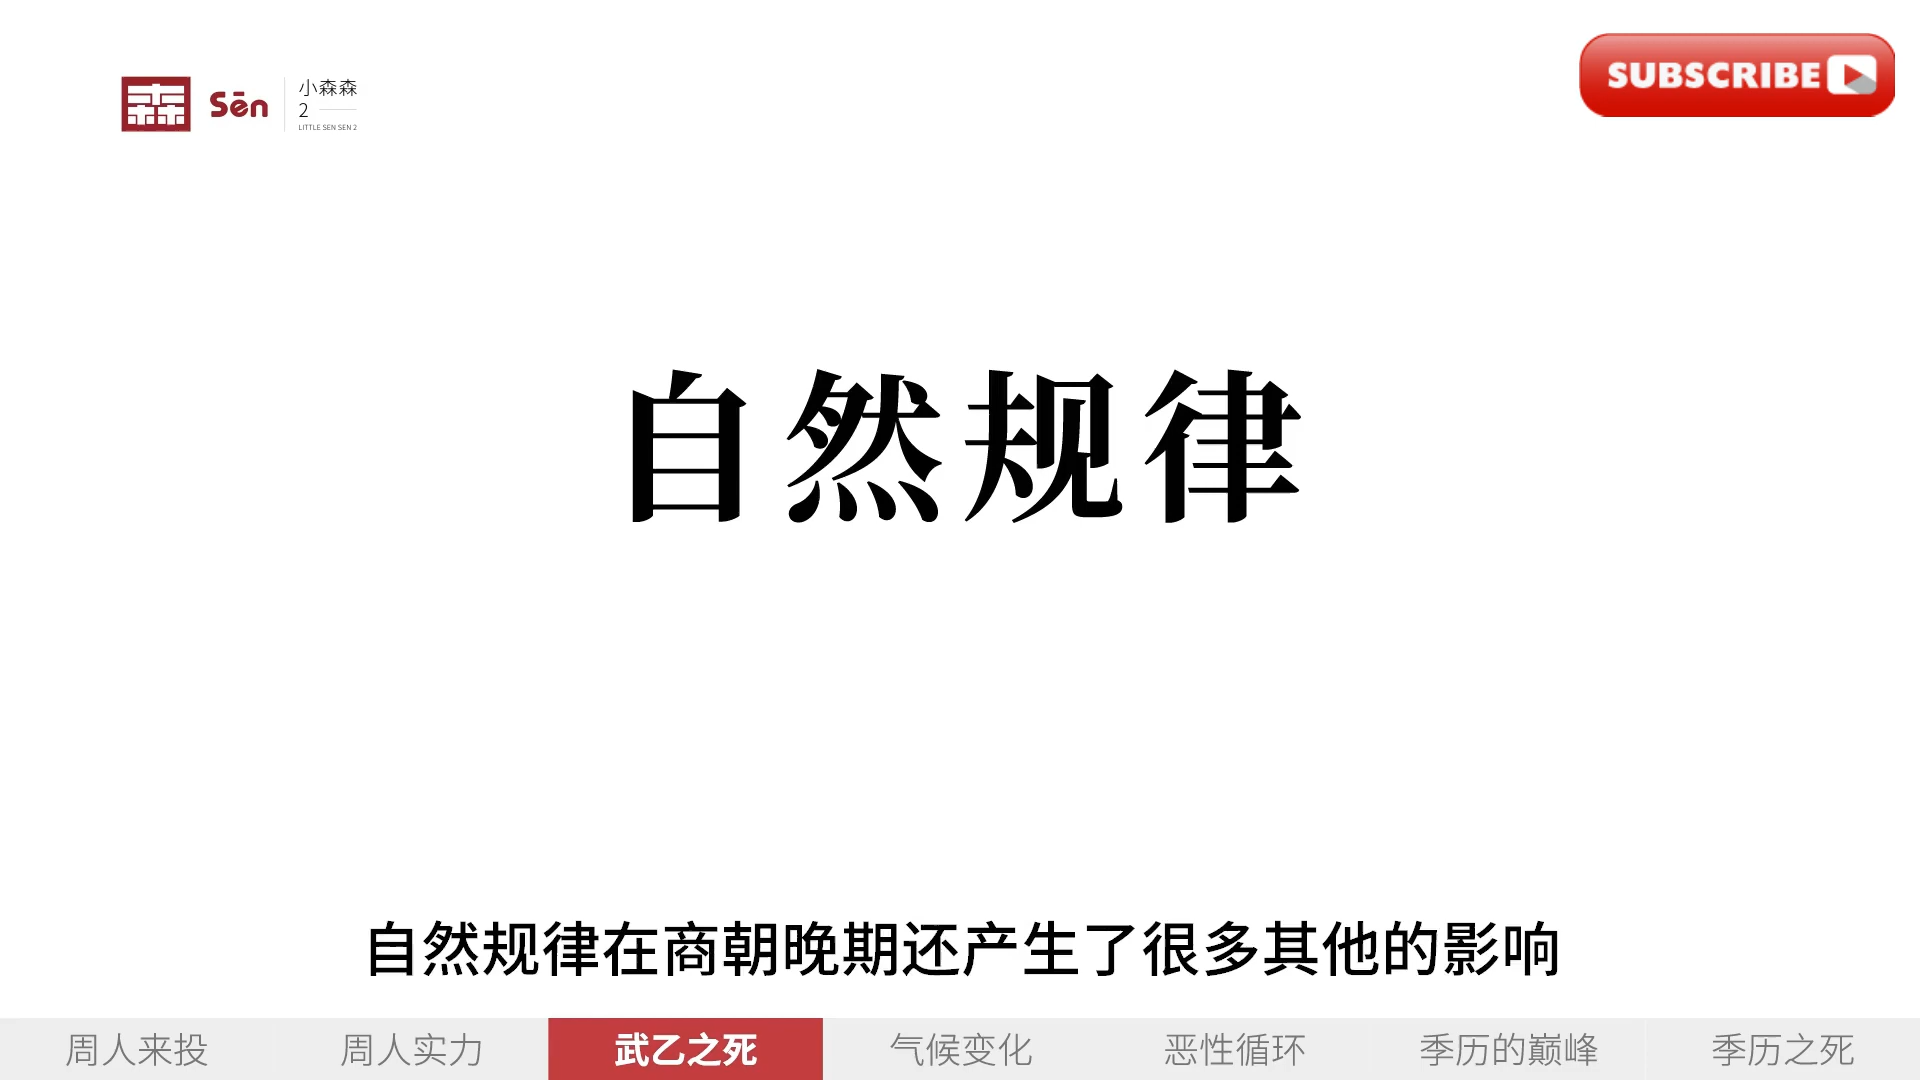 森 Sēn
小森森
2
LITTLE SEN SEN 2
SUBSCRIBE
自然规律
自然规律在商朝晚期还产生了很多其他的影响
周人来投 周人实力 武乙之死 气候变化 恶性循环 季历的巅峰 季历之死